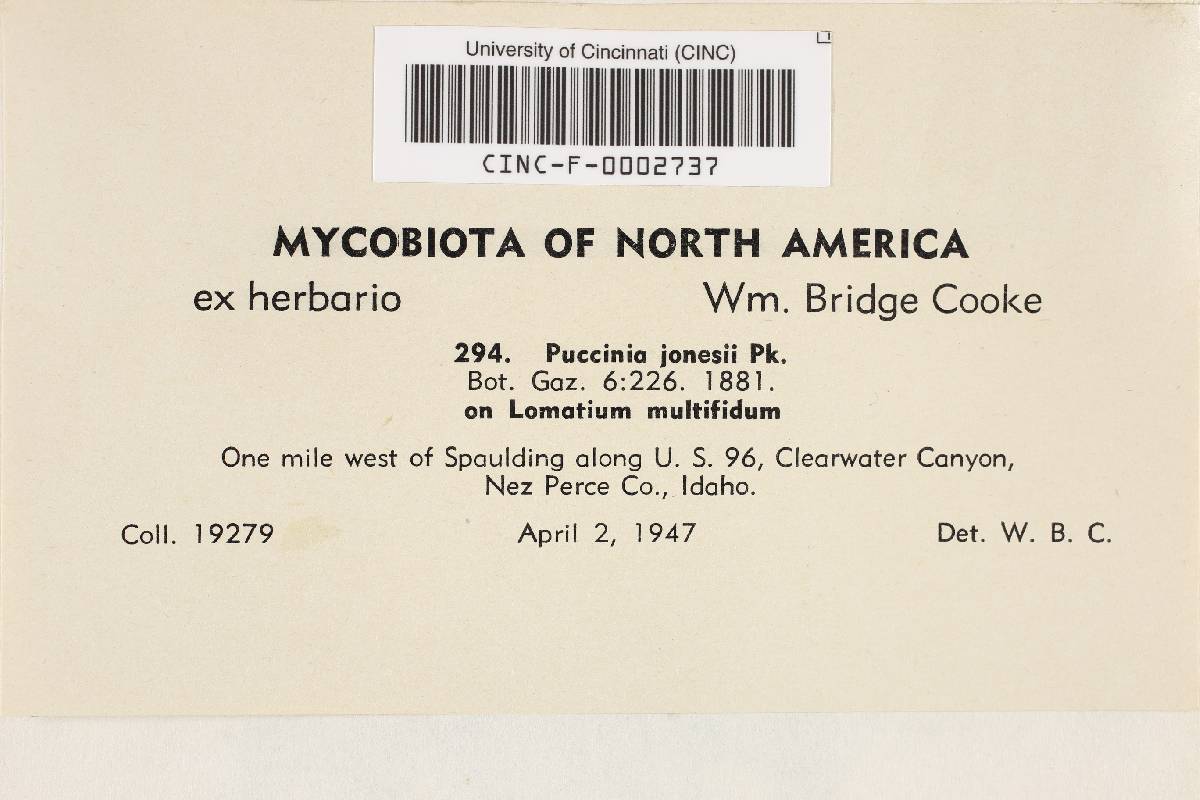 University of Cincinnati (CINC)
CINC-F-0002737
MYCOBIOTA OF NORTH AMERICA
ex herbario Wm. Bridge Cooke
294. Puccinia jonesii Pk.
Bot. Gaz. 6:226. 1881.
on Lomatium multifidum
One mile west of Spaulding along U. S. 96, Clearwater Canyon,
Nez Perce Co., Idaho.
Coll. 19279 April 2, 1947 Det. W. B. C.